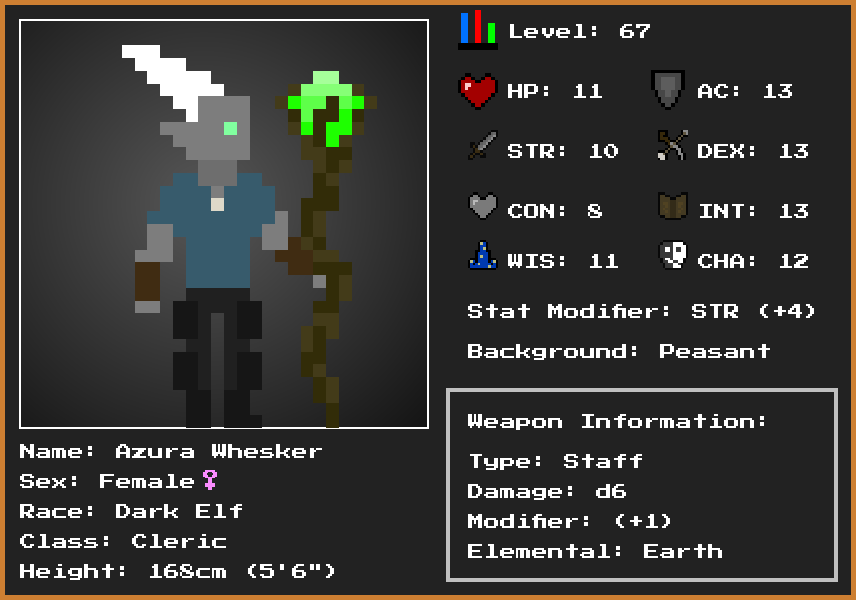 Level: 67
HP: 11 AC: 13
STR: 10 DEX: 13
CON: 8 INT: 13
WIS: 11 CHA: 12
Stat Modifier: STR (+4)
Background: Peasant
Weapon Information:
Type: Staff
Damage: d6
Modifier: (+1)
Elemental: Earth
Name: Azura Whesker
Sex: Female♀
Race: Dark Elf
Class: Cleric
Height: 168cm (5'6")